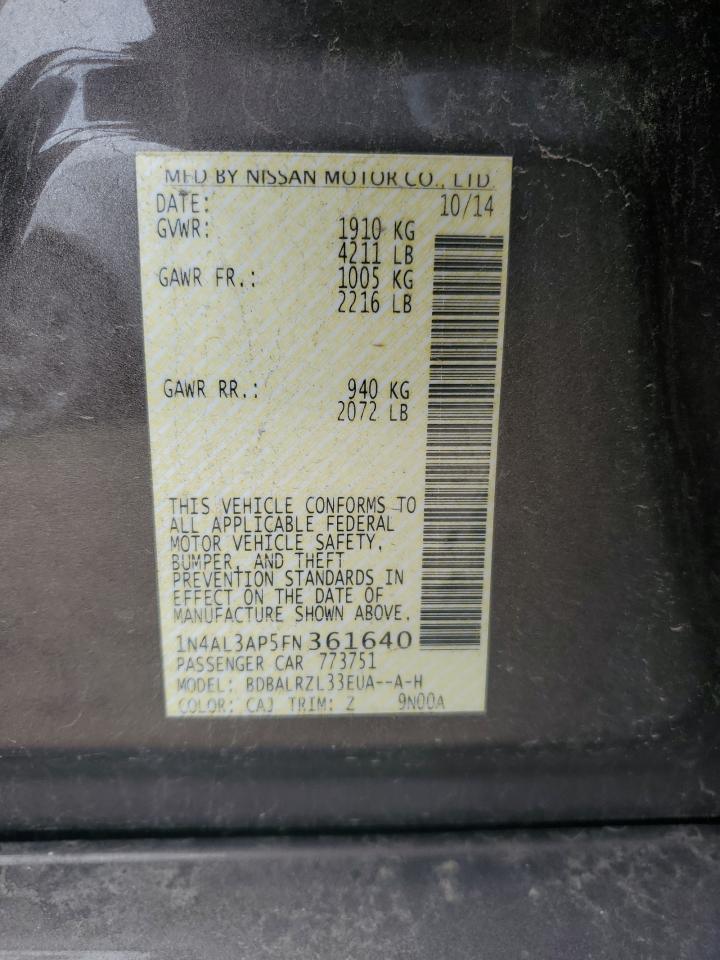 MFD BY NISSAN MOTOR CO., LTD.
DATE: 10/14
GVWR: 1910 KG
4211 LB
GAWR FR.: 1005 KG
2216 LB
GAWR RR.: 940 KG
2072 LB
THIS VEHICLE CONFORMS TO
ALL APPLICABLE FEDERAL
MOTOR VEHICLE SAFETY,
BUMPER, AND THEFT
PREVENTION STANDARDS IN
EFFECT ON THE DATE OF
MANUFACTURE SHOWN ABOVE.
1N4AL3AP5FN361640
PASSENGER CAR 773751
MODEL: BDBALRZL33EUA--A-H
COLOR: CAJ TRIM: Z 9N00A